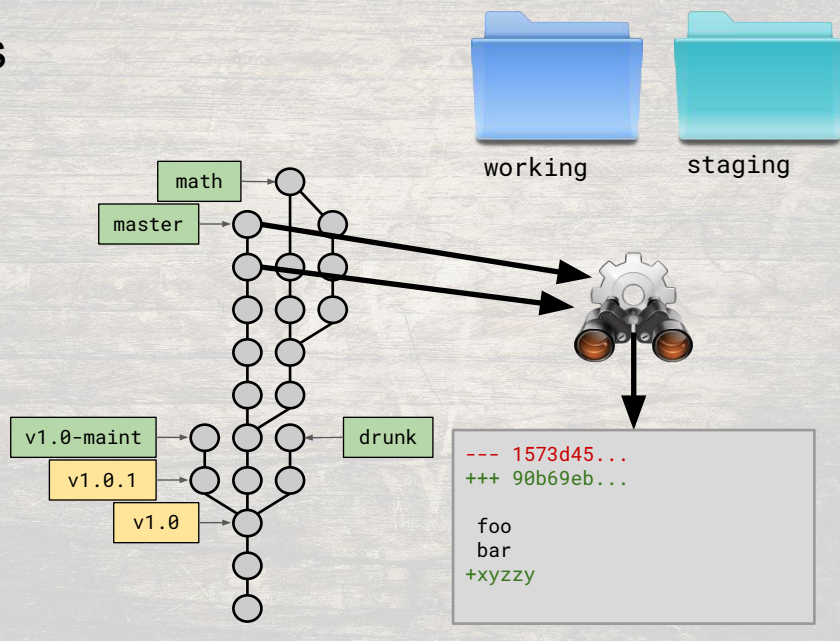 s
working
staging
math
master
v1.0-maint
drunk
v1.0.1
v1.0
--- 1573d45...
+++ 90b69eb...
foo
bar
+xyzzy